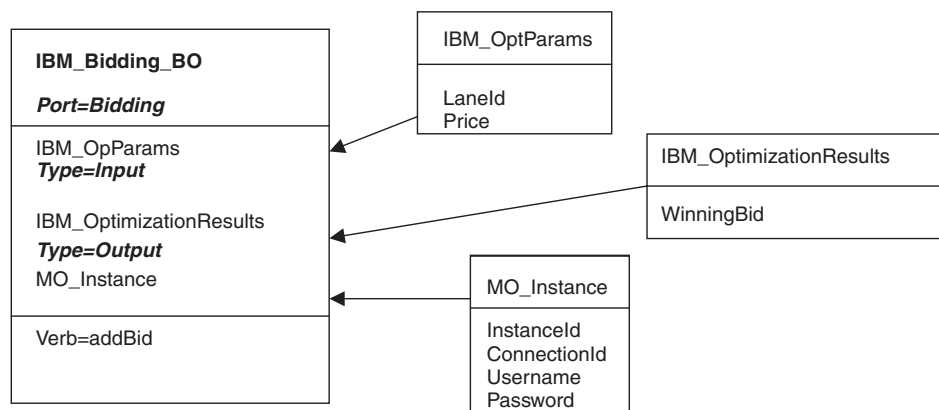 IBM_Bidding_BO
Port=Bidding
IBM_OpParams
Type=Input
IBM_OptimizationResults
Type=Output
MO_Instance
Verb=addBid
IBM_OptParams
LaneId
Price
IBM_OptimizationResults
WinningBid
MO_Instance
InstanceId
ConnectionId
Username
Password